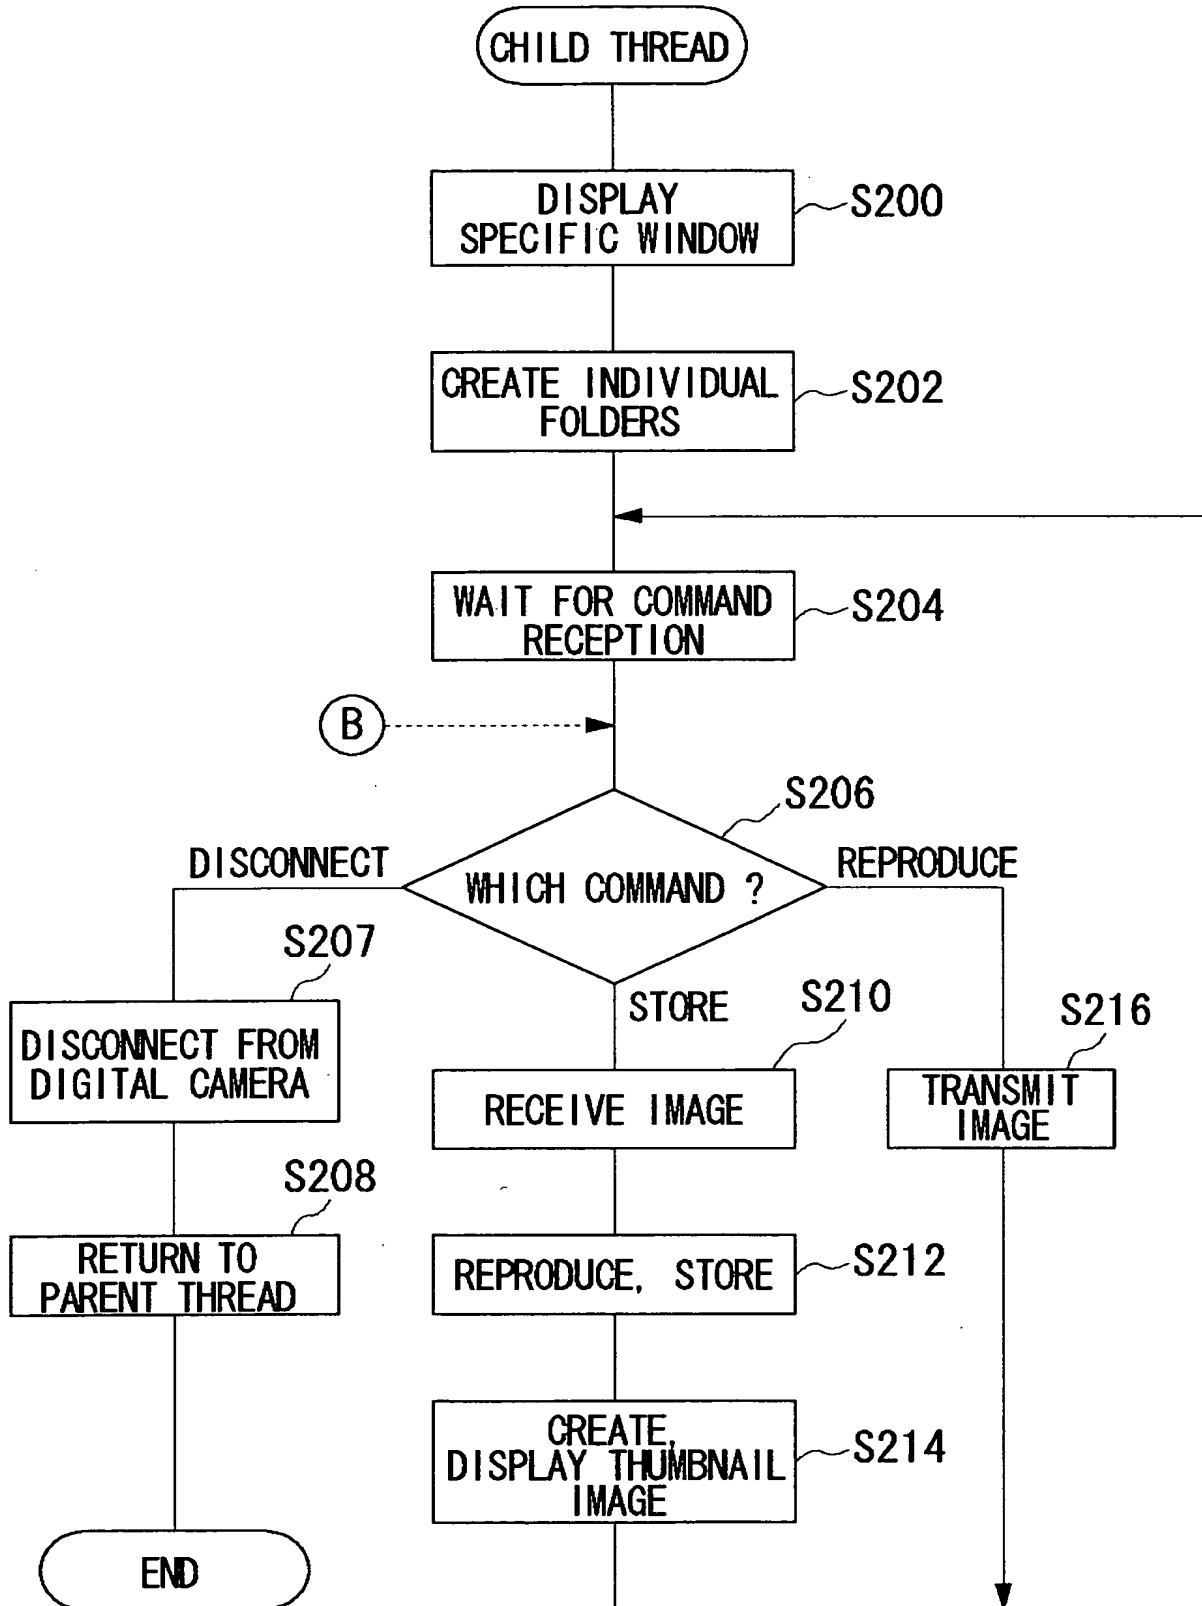 CHILD THREAD
DISPLAY
SPECIFIC WINDOW
S200
CREATE INDIVIDUAL
FOLDERS
S202
WAIT FOR COMMAND
RECEPTION
S204
B
S206
DISCONNECT
WHICH COMMAND ?
REPRODUCE
S207
DISCONNECT FROM
DIGITAL CAMERA
STORE
S210
RECEIVE IMAGE
S216
TRANSMIT
IMAGE
S208
RETURN TO
PARENT THREAD
REPRODUCE, STORE
S212
CREATE,
DISPLAY THUMBNAIL
IMAGE
S214
END